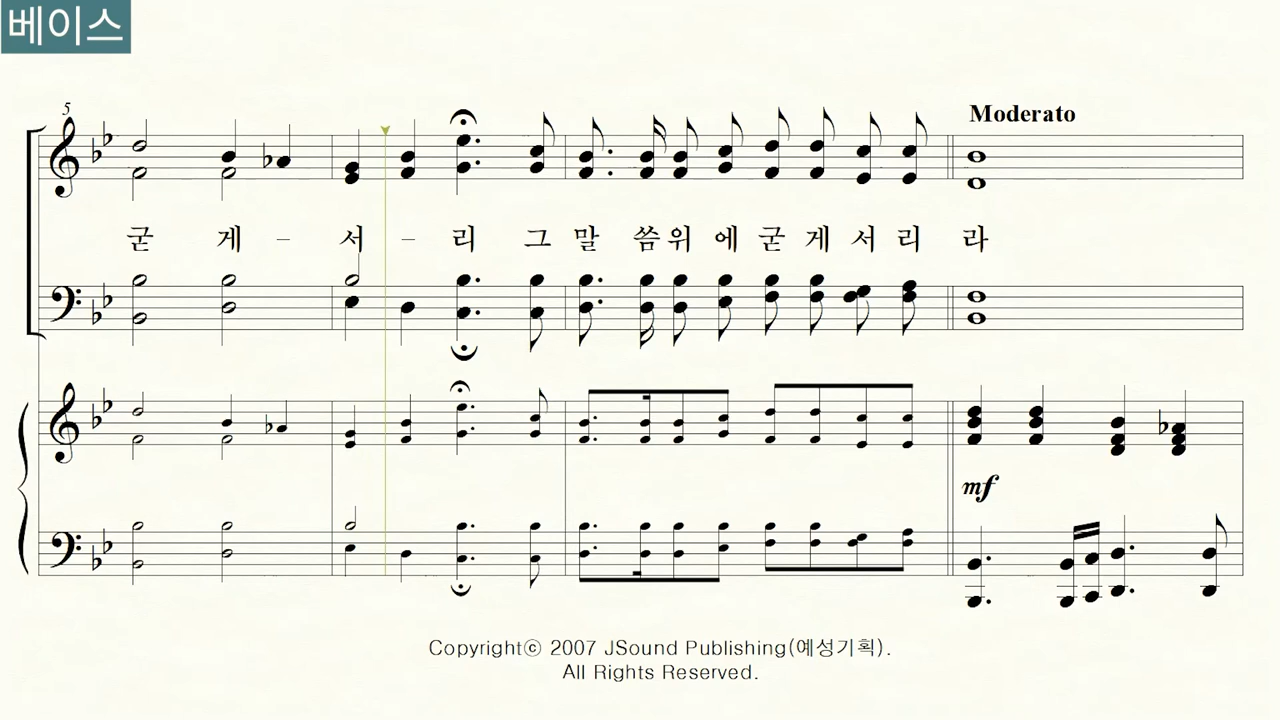 베이스
5
Moderato
굳 게 – 서 – 리 그 말 씀 위 에 굳 게 서 리 라
mf
Copyright© 2007 JSound Publishing(예성기획).
All Rights Reserved.